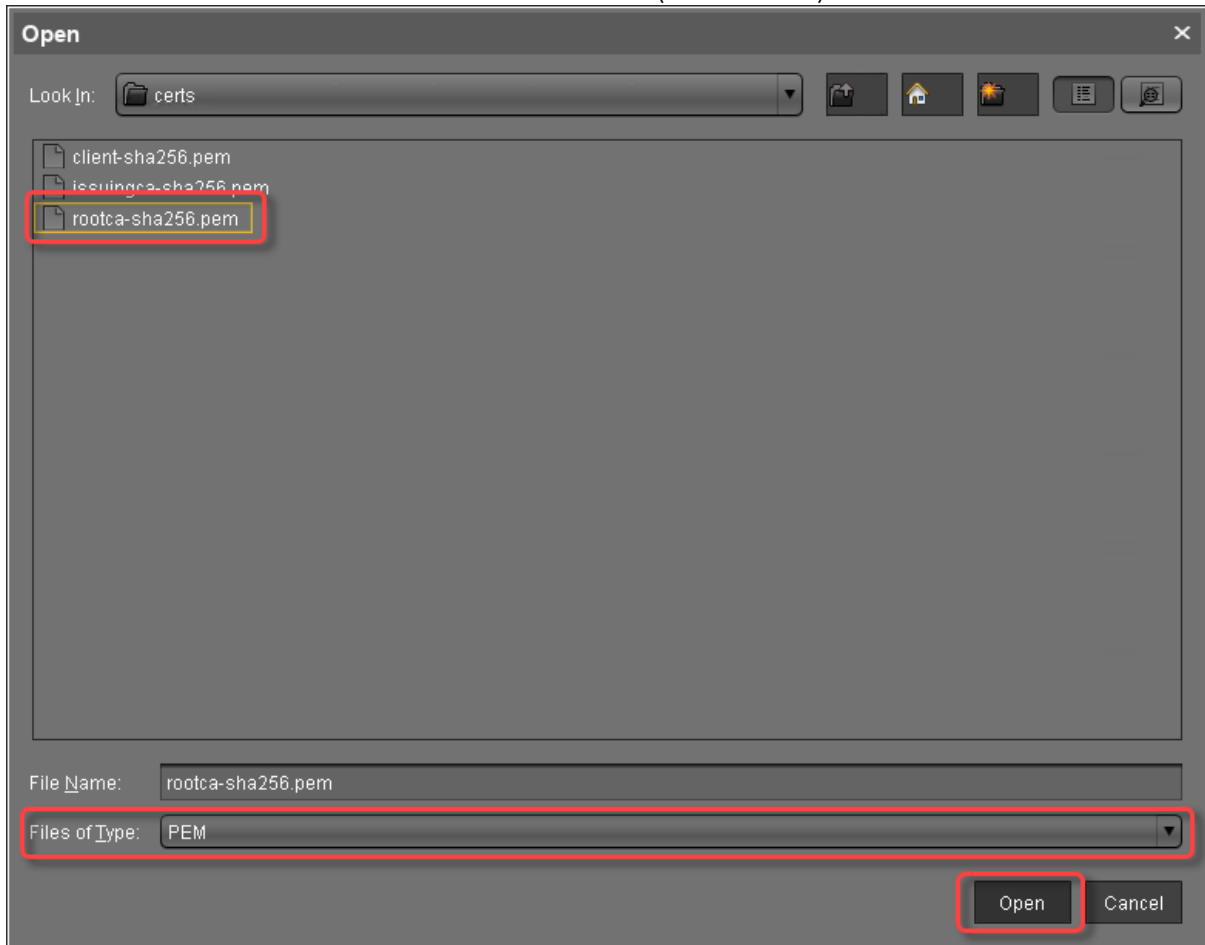 Open
Look In: certs
client-sha256.pem
issuingca-sha256.pem
rootca-sha256.pem
File Name: rootca-sha256.pem
Files of Type: PEM
Open Cancel